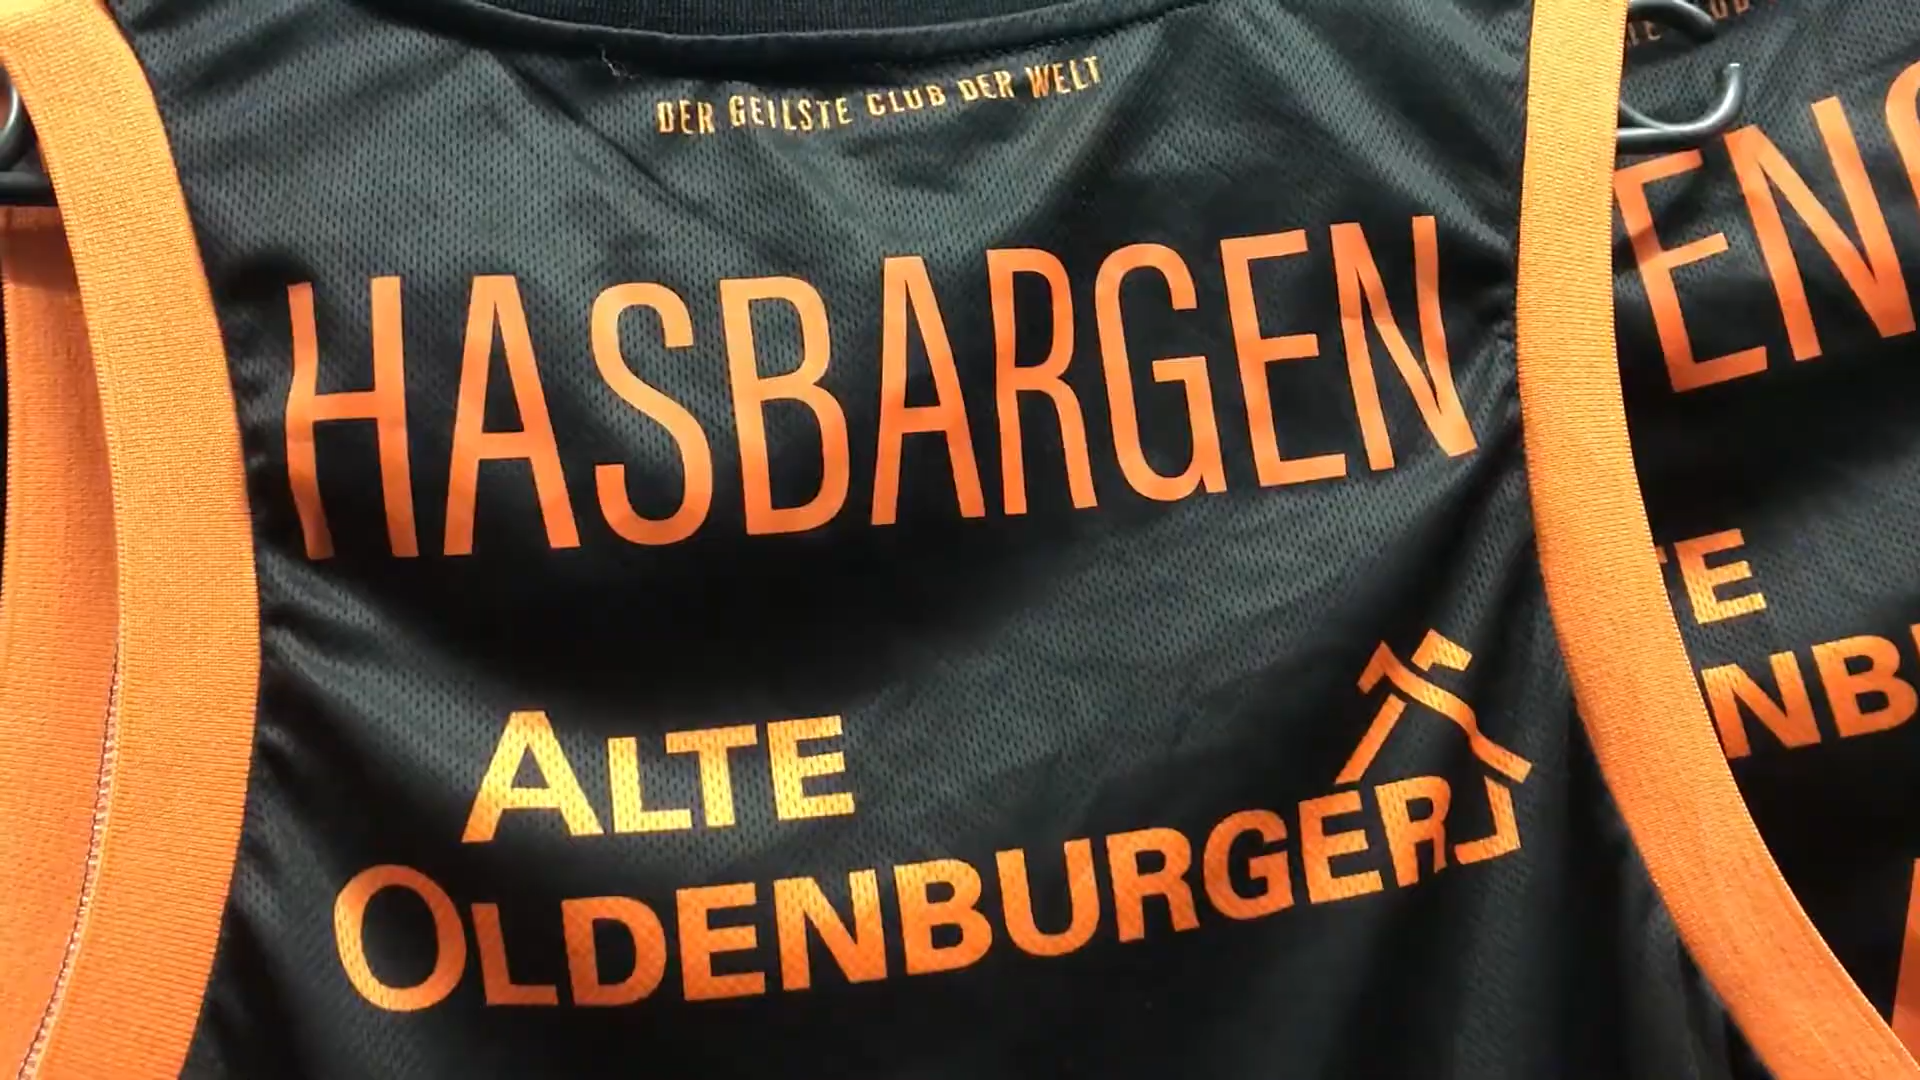 DER GEILSTE CLUB DER WELT
HASBARGEN
ALTE
OLDENBURGER